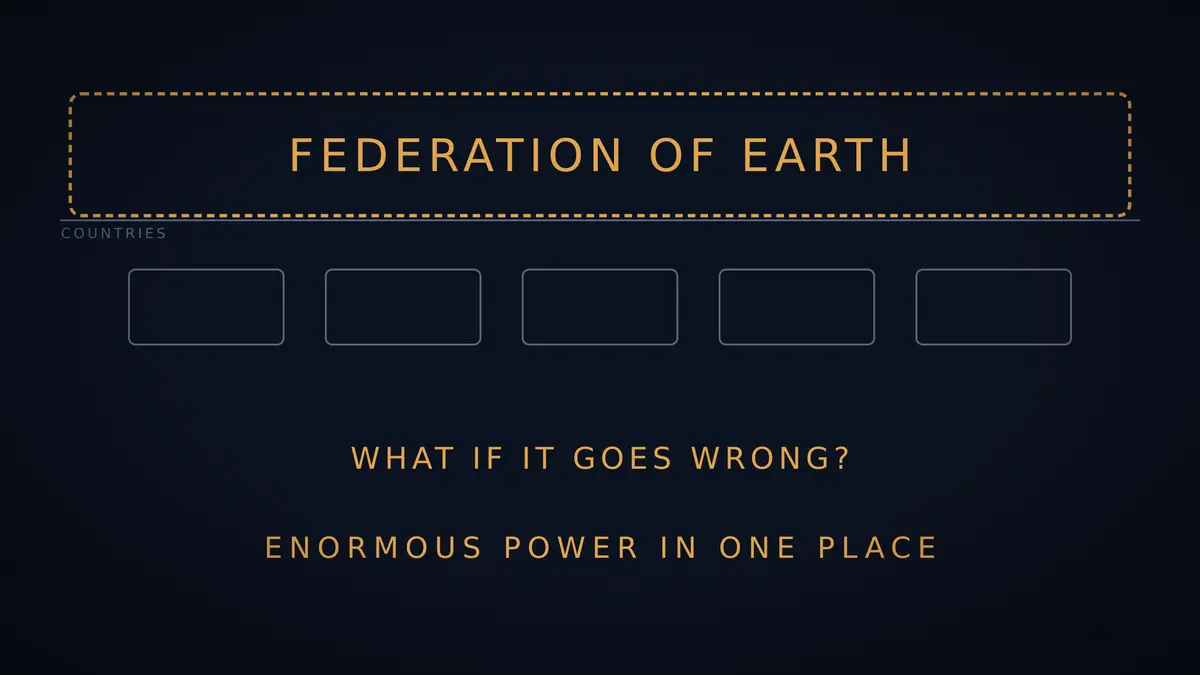 FEDERATION OF EARTH
COUNTRIES
WHAT IF IT GOES WRONG?
ENORMOUS POWER IN ONE PLACE